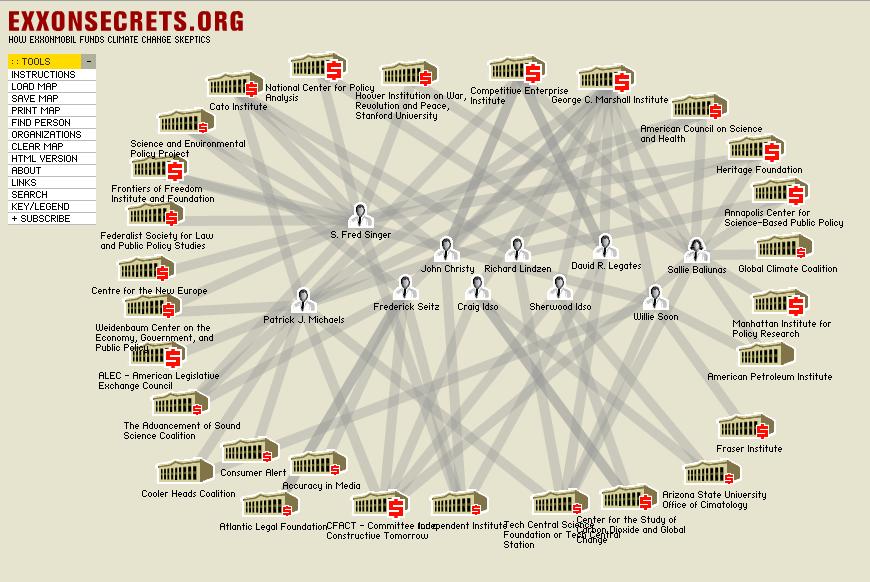 EXXONSECRETS.ORG
HOW EXXONMOBIL FUNDS CLIMATE CHANGE SKEPTICS
:: TOOLS –
INSTRUCTIONS
LOAD MAP
SAVE MAP
PRINT MAP
FIND PERSON
ORGANIZATIONS
CLEAR MAP
HTML VERSION
ABOUT
LINKS
SEARCH
KEY/LEGEND
+ SUBSCRIBE
Cato Institute
National Center for Policy
Analysis
Hoover Institution on War,
Revolution and Peace,
Stanford University
Competitive Enterprise
Institute
George C. Marshall Institute
American Council on Science
and Health
Science and Environmental
Policy Project
Heritage Foundation
Frontiers of Freedom
Institute and Foundation
Annapolis Center for
Science-Based Public Policy
Federalist Society for Law
and Public Policy Studies
S. Fred Singer
John Christy
Richard Lindzen
David R. Legates
Sallie Baliunas
Global Climate Coalition
Centre for the New Europe
Patrick J. Michaels
Frederick Seitz
Craig Idso
Sherwood Idso
Willie Soon
Weidenbaum Center on the
Economy, Government, and
Public Policy
Manhattan Institute for
Policy Research
ALEC - American Legislative
Exchange Council
American Petroleum Institute
The Advancement of Sound
Science Coalition
Fraser Institute
Consumer Alert
Cooler Heads Coalition
Accuracy in Media
Arizona State University
Office of Cimatology
Atlantic Legal Foundation
CFACT - Committee for a
Constructive Tomorrow
Independent Institute
Tech Central Science
Foundation or Tech Central
Station
Center for the Study of
Carbon Dioxide and Global
Change